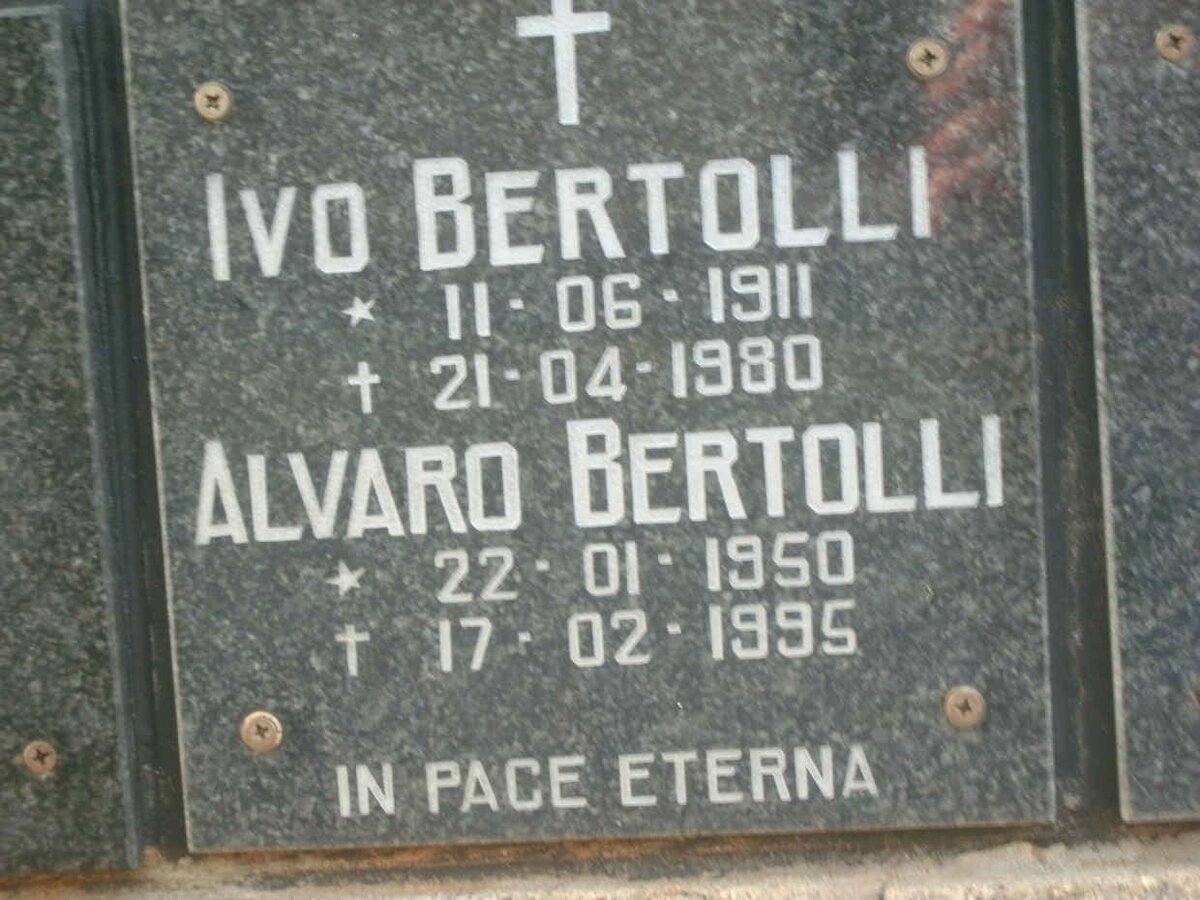 IVO BERTOLLI
★ 11-06-1911
✝ 21-04-1980
ALVARO BERTOLLI
★ 22-01-1950
✝ 17-02-1995
IN PACE ETERNA